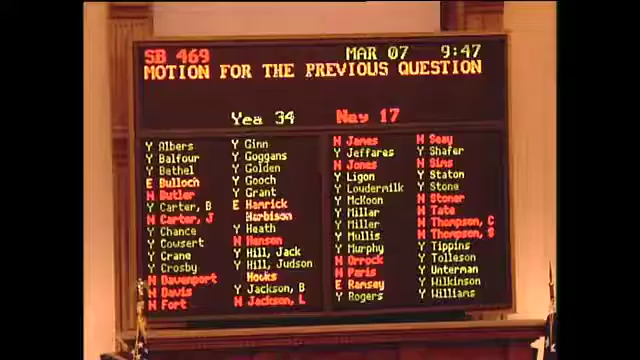 SB 469 MAR 07 9:47
MOTION FOR THE PREVIOUS QUESTION
Yea 34 Nay 17
Y Albers
Y Balfour
Y Bethel
E Bulloch
N Butler
Y Carter, B
N Carter, J
Y Chance
Y Cowsert
Y Crane
Y Crosby
N Davenport
N Davis
N Fort
Y Ginn
Y Goggans
Y Golden
Y Gooch
Y Grant
E Hamrick
Harbison
Y Heath
N Henson
Y Hill, Jack
Y Hill, Judson
Hooks
Y Jackson, B
N Jackson, L
N James
Y Jeffares
N Jones
Y Ligon
Y Loudermilk
Y McKoon
Y Millar
Y Miller
Y Mullis
Y Murphy
N Orrock
N Paris
E Ramsey
Y Rogers
N Seay
Y Shafer
N Sims
Y Staton
Y Stone
N Stoner
N Tate
N Thompson, C
N Thompson, S
Y Tippins
Y Tolleson
Y Unterman
Y Wilkinson
Y Williams